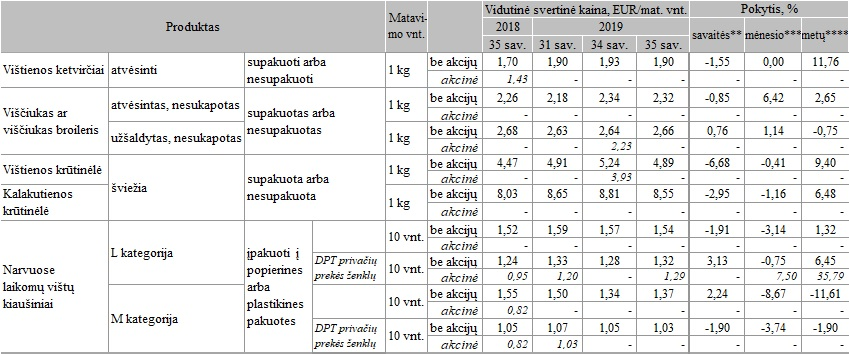 Produktas Matavi- Vidutinė svertinė kaina, EUR/mat. vnt. Pokytis, %
mo vnt. 2018 2019 savaitės** mėnesio*** metų****
35 sav. 31 sav. 34 sav. 35 sav.
Vištienos ketvirčiai atvėsinti supakuoti arba nesupakuoti 1 kg be akcijų 1,70 1,90 1,93 1,90 -1,55 0,00 11,76
akcinė 1,43 - - - - - -
Viščiukas ar viščiukas broileris atvėsintas, nesukapotas supakuotas arba nesupakuotas 1 kg be akcijų 2,26 2,18 2,34 2,32 -0,85 6,42 2,65
akcinė - - - - - - -
užšaldytas, nesukapotas 1 kg be akcijų 2,68 2,63 2,64 2,66 0,76 1,14 -0,75
akcinė - - 2,23 - - - -
Vištienos krūtinėlė šviežia supakuota arba nesupakuota 1 kg be akcijų 4,47 4,91 5,24 4,89 -6,68 -0,41 9,40
akcinė - - 3,93 - - - -
Kalakutienos krūtinėlė 1 kg be akcijų 8,03 8,65 8,81 8,55 -2,95 -1,16 6,48
akcinė - - - - - - -
Narvuose laikomų vištų kiaušiniai L kategorija įpakuoti į popierines arba plastikines pakuotes 10 vnt. be akcijų 1,52 1,59 1,57 1,54 -1,91 -3,14 1,32
akcinė - - - - - - -
DPT privačių prekės ženklų 10 vnt. be akcijų 1,24 1,33 1,28 1,32 3,13 -0,75 6,45
akcinė 0,95 1,20 - 1,29 - 7,50 35,79
M kategorija 10 vnt. be akcijų 1,55 1,50 1,34 1,37 2,24 -8,67 -11,61
akcinė 0,82 - - - - - -
DPT privačių prekės ženklų 10 vnt. be akcijų 1,05 1,07 1,05 1,03 -1,90 -3,74 -1,90
akcinė 0,82 1,03 - - - - -